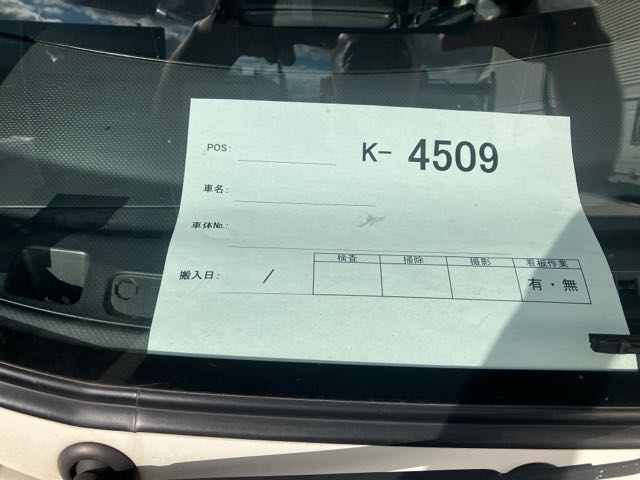 POS: K- 4509
車名:
車体No.:
検査 掃除 撮影 看板作業
搬入日: / 有・無